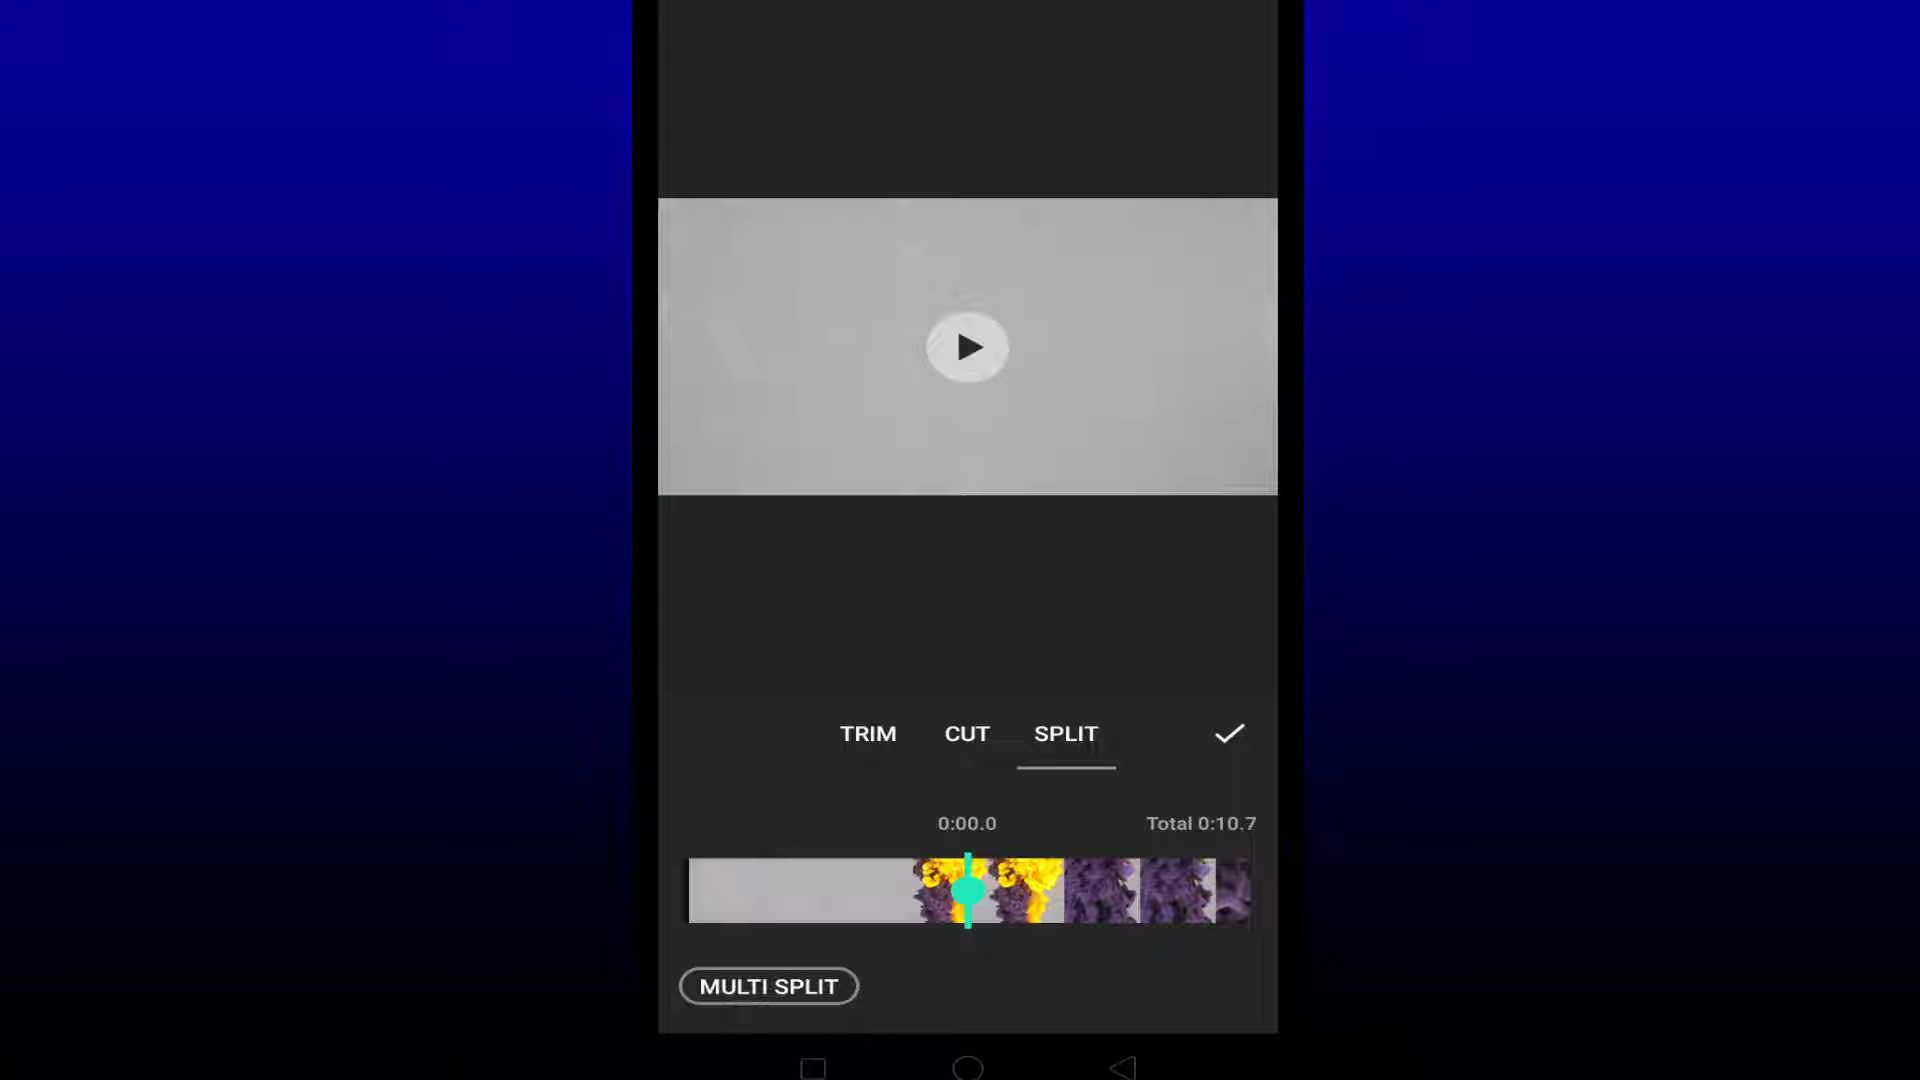 TRIM CUT SPLIT
0:00.0 Total 0:10.7
MULTI SPLIT